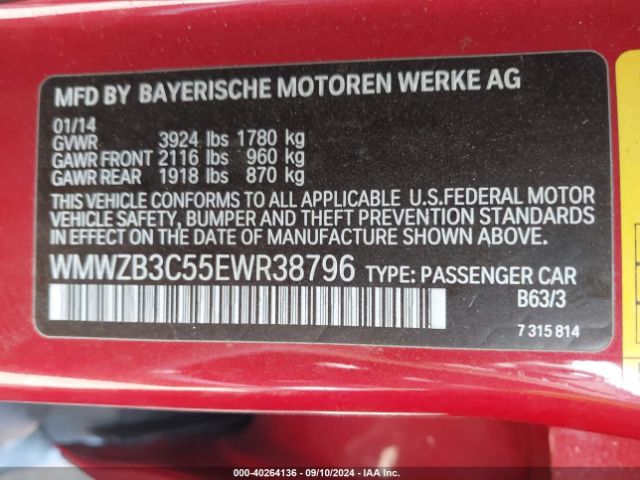 MFD BY BAYERISCHE MOTOREN WERKE AG
01/14
GVWR 3924 lbs 1780 kg
GAWR FRONT 2116 lbs 960 kg
GAWR REAR 1918 lbs 870 kg
THIS VEHICLE CONFORMS TO ALL APPLICABLE U.S.FEDERAL MOTOR
VEHICLE SAFETY, BUMPER AND THEFT PREVENTION STANDARDS
IN EFFECT ON THE DATE OF MANUFACTURE SHOWN ABOVE.
WMWZB3C55EWR38796 TYPE: PASSENGER CAR
B63/3
7 315 814
000-40264136 - 09/10/2024 - IAA Inc.